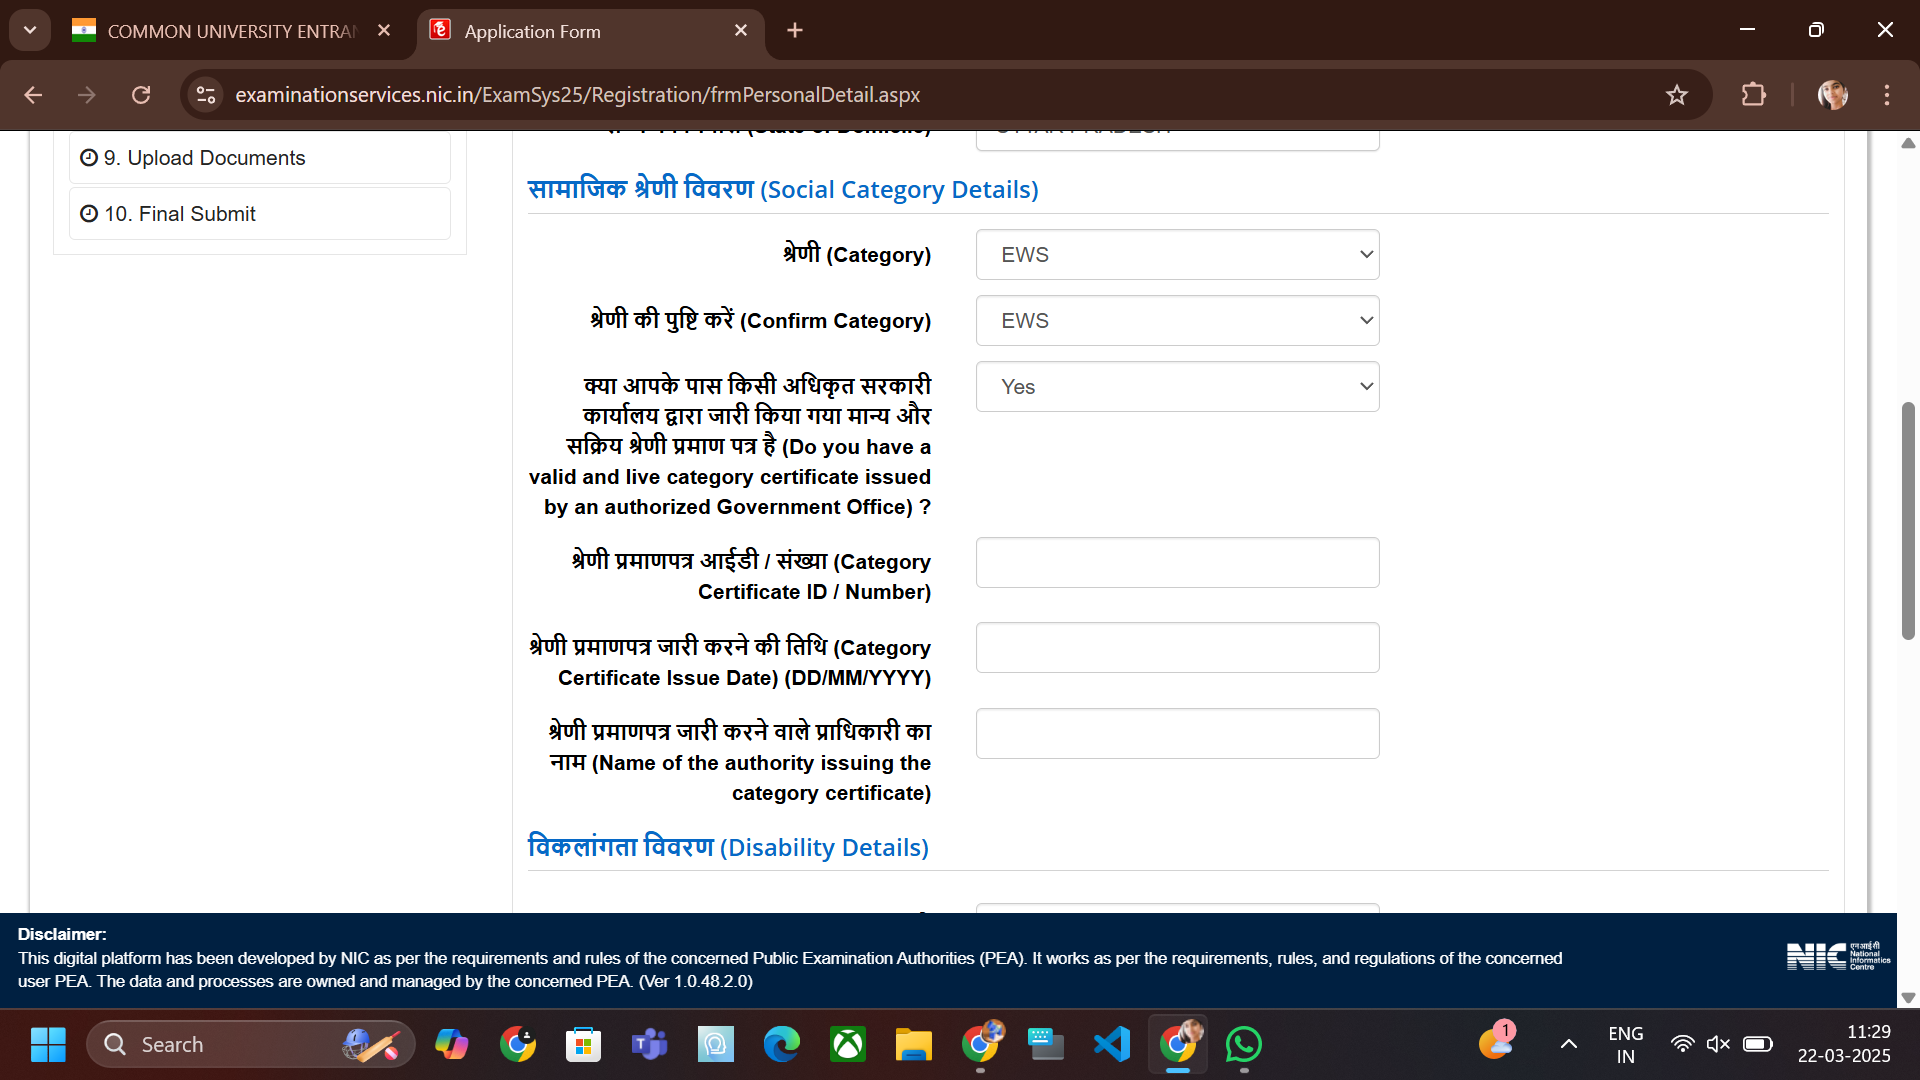 COMMON UNIVERSITY ENTRAN
Application Form
examinationservices.nic.in/ExamSys25/Registration/frmPersonalDetail.aspx
(State of Domicile)
UTTAR PRADESH
9. Upload Documents
10. Final Submit
सामाजिक श्रेणी विवरण (Social Category Details)
श्रेणी (Category)
EWS
श्रेणी की पुष्टि करें (Confirm Category)
EWS
क्या आपके पास किसी अधिकृत सरकारी
कार्यालय द्वारा जारी किया गया मान्य और
सक्रिय श्रेणी प्रमाण पत्र है (Do you have a
valid and live category certificate issued
by an authorized Government Office) ?
Yes
श्रेणी प्रमाणपत्र आईडी / संख्या (Category
Certificate ID / Number)
श्रेणी प्रमाणपत्र जारी करने की तिथि (Category
Certificate Issue Date) (DD/MM/YYYY)
श्रेणी प्रमाणपत्र जारी करने वाले प्राधिकारी का
नाम (Name of the authority issuing the
category certificate)
विकलांगता विवरण (Disability Details)
Disclaimer:
This digital platform has been developed by NIC as per the requirements and rules of the concerned Public Examination Authorities (PEA). It works as per the requirements, rules, and regulations of the concerned
user PEA. The data and processes are owned and managed by the concerned PEA. (Ver 1.0.48.2.0)
NIC
एनआईसी
National
Informatics
Centre
Search
1
ENG
IN
11:29
22-03-2025